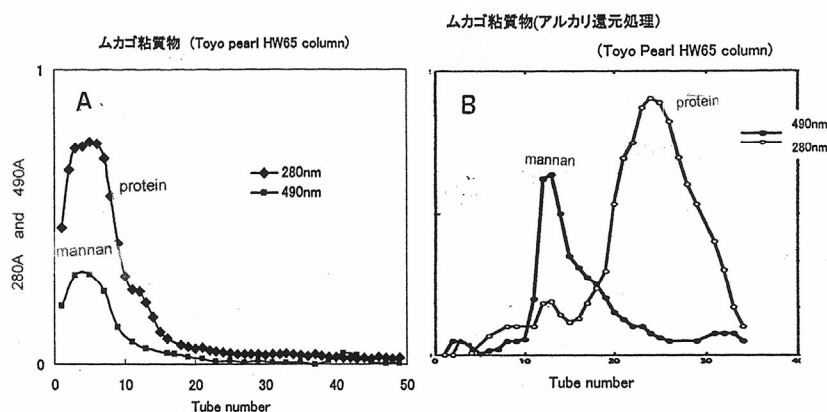 ムカゴ粘質物 (Toyo pearl HW65 column)
1
A
protein
280nm
490nm
mannan
280A and 490A
0
0 10 20 30 40 50
Tube number
ムカゴ粘質物(アルカリ還元処理)
(Toyo Pearl HW65 column)
B
protein
490nm
280nm
mannan
0 10 20 30 40
Tube number